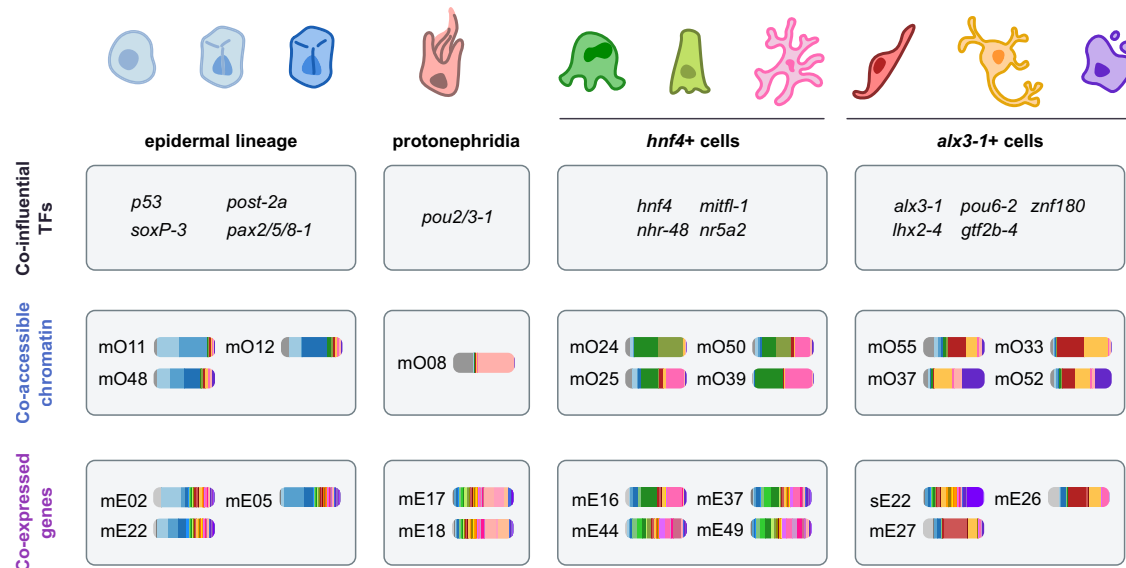 epidermal lineage
protonephridia
hnf4+ cells
alx3-1+ cells
Co-influential
TFs
p53 post-2a
soxP-3 pax2/5/8-1
pou2/3-1
hnf4 mitfl-1
nhr-48 nr5a2
alx3-1 pou6-2 znf180
lhx2-4 gtf2b-4
Co-accessible
chromatin
mO11 mO12
mO48
mO08
mO24 mO50
mO25 mO39
mO55 mO33
mO37 mO52
Co-expressed
genes
mE02 mE05
mE22
mE17
mE18
mE16 mE37
mE44 mE49
sE22 mE26
mE27